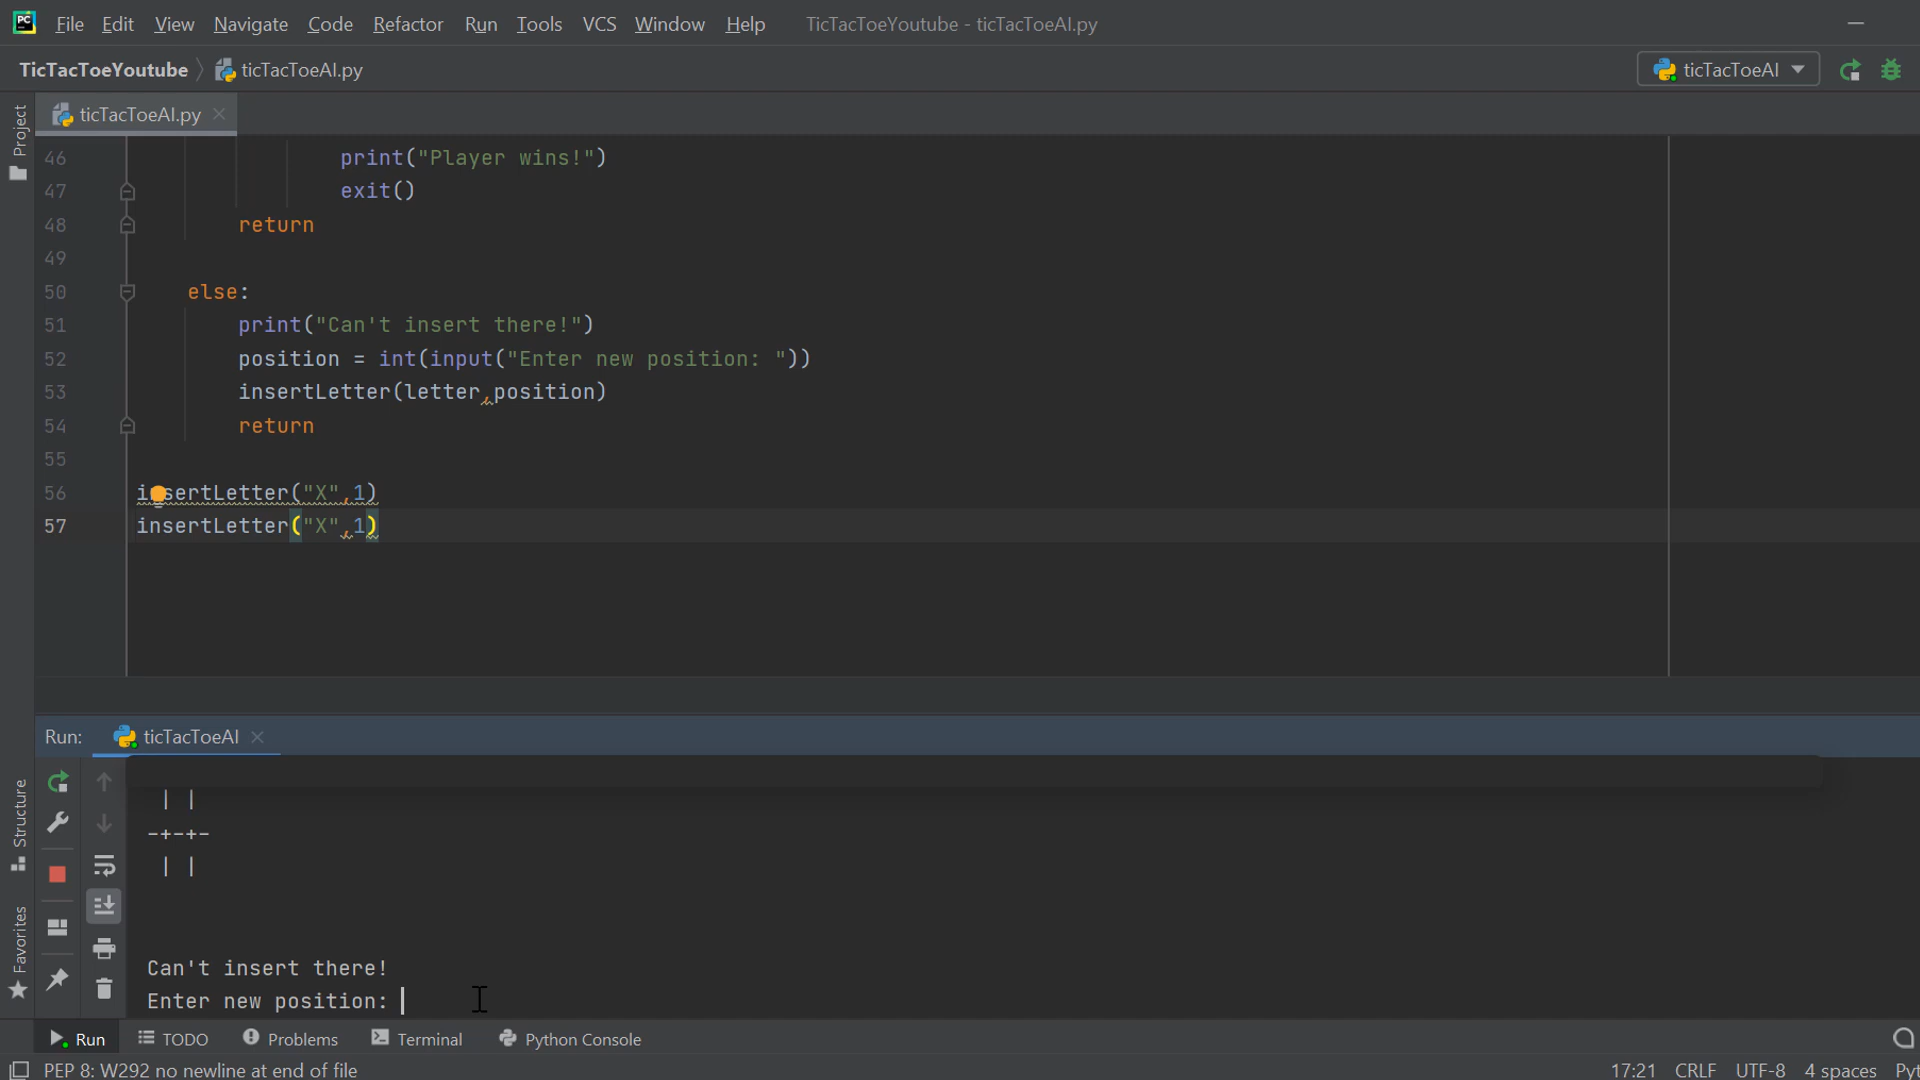 PC File Edit View Navigate Code Refactor Run Tools VCS Window Help TicTacToeYoutube - ticTacToeAI.py
TicTacToeYoutube ticTacToeAI.py ticTacToeAI
Project
ticTacToeAI.py
46 print("Player wins!")
47 exit()
48 return
49
50 else:
51 print("Can't insert there!")
52 position = int(input("Enter new position: "))
53 insertLetter(letter,position)
54 return
55
56 insertLetter("X",1)
57 insertLetter("X",1)
Run: ticTacToeAI
| |
-+-+-
| |
Can't insert there!
Enter new position:
Structure
Favorites
Run TODO Problems Terminal Python Console
PEP 8: W292 no newline at end of file 17:21 CRLF UTF-8 4 spaces Pyt